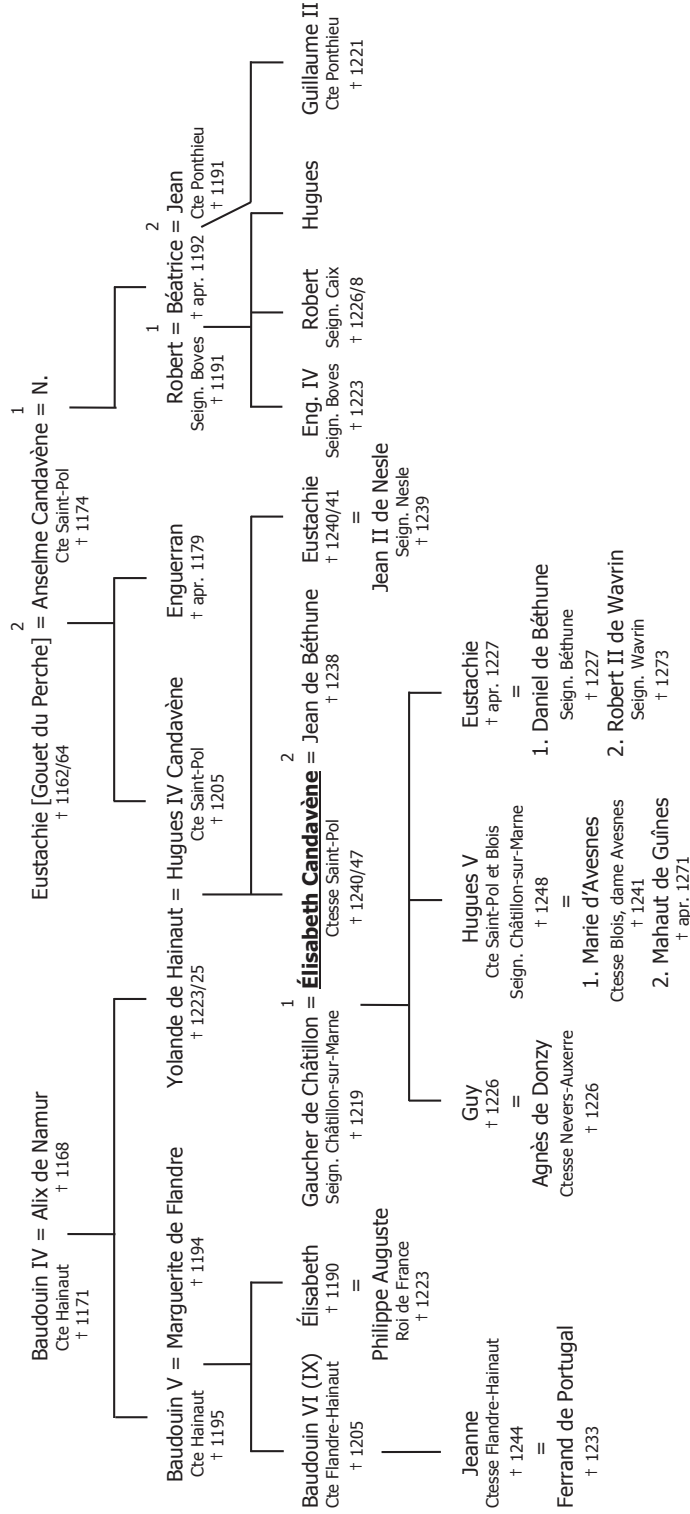 Baudouin IV = Alix de Namur
Cte Hainaut
† 1171
† 1168
2
1
Eustachie [Gouet du Perche] = Anselme Candavène = N.
† 1162/64
Cte Saint-Pol
† 1174
Baudouin V = Marguerite de Flandre
Cte Hainaut
† 1195
† 1194
Yolande de Hainaut = Hugues IV Candavène
† 1223/25
Cte Saint-Pol
† 1205
Enguerran
† apr. 1179
1
2
Robert = Béatrice = Jean
Seign. Boves
† 1191
† apr. 1192
Cte Ponthieu
† 1191
Baudouin VI (IX)
Cte Flandre-Hainaut
† 1205
Élisabeth
† 1190
=
Philippe Auguste
Roi de France
† 1223
1
2
Gaucher de Châtillon = Élisabeth Candavène = Jean de Béthune
Seign. Châtillon-sur-Marne
† 1219
Ctesse Saint-Pol
† 1240/47
† 1238
Eustachie
† 1240/41
=
Jean II de Nesle
Seign. Nesle
† 1239
Eng. IV
Seign. Boves
† 1223
Robert
Seign. Caix
† 1226/8
Hugues
Guillaume II
Cte Ponthieu
† 1221
Jeanne
Ctesse Flandre-Hainaut
† 1244
=
Ferrand de Portugal
† 1233
Guy
† 1226
=
Agnès de Donzy
Ctesse Nevers-Auxerre
† 1226
Hugues V
Cte Saint-Pol et Blois
Seign. Châtillon-sur-Marne
† 1248
=
1. Marie d'Avesnes
Ctesse Blois, dame Avesnes
† 1241
2. Mahaut de Guînes
† apr. 1271
Eustachie
† apr. 1227
=
1. Daniel de Béthune
Seign. Béthune
† 1227
2. Robert II de Wavrin
Seign. Wavrin
† 1273